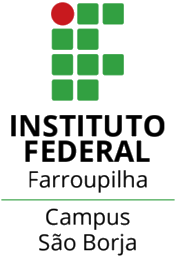 INSTITUTO
FEDERAL
Farroupilha
Campus
São Borja